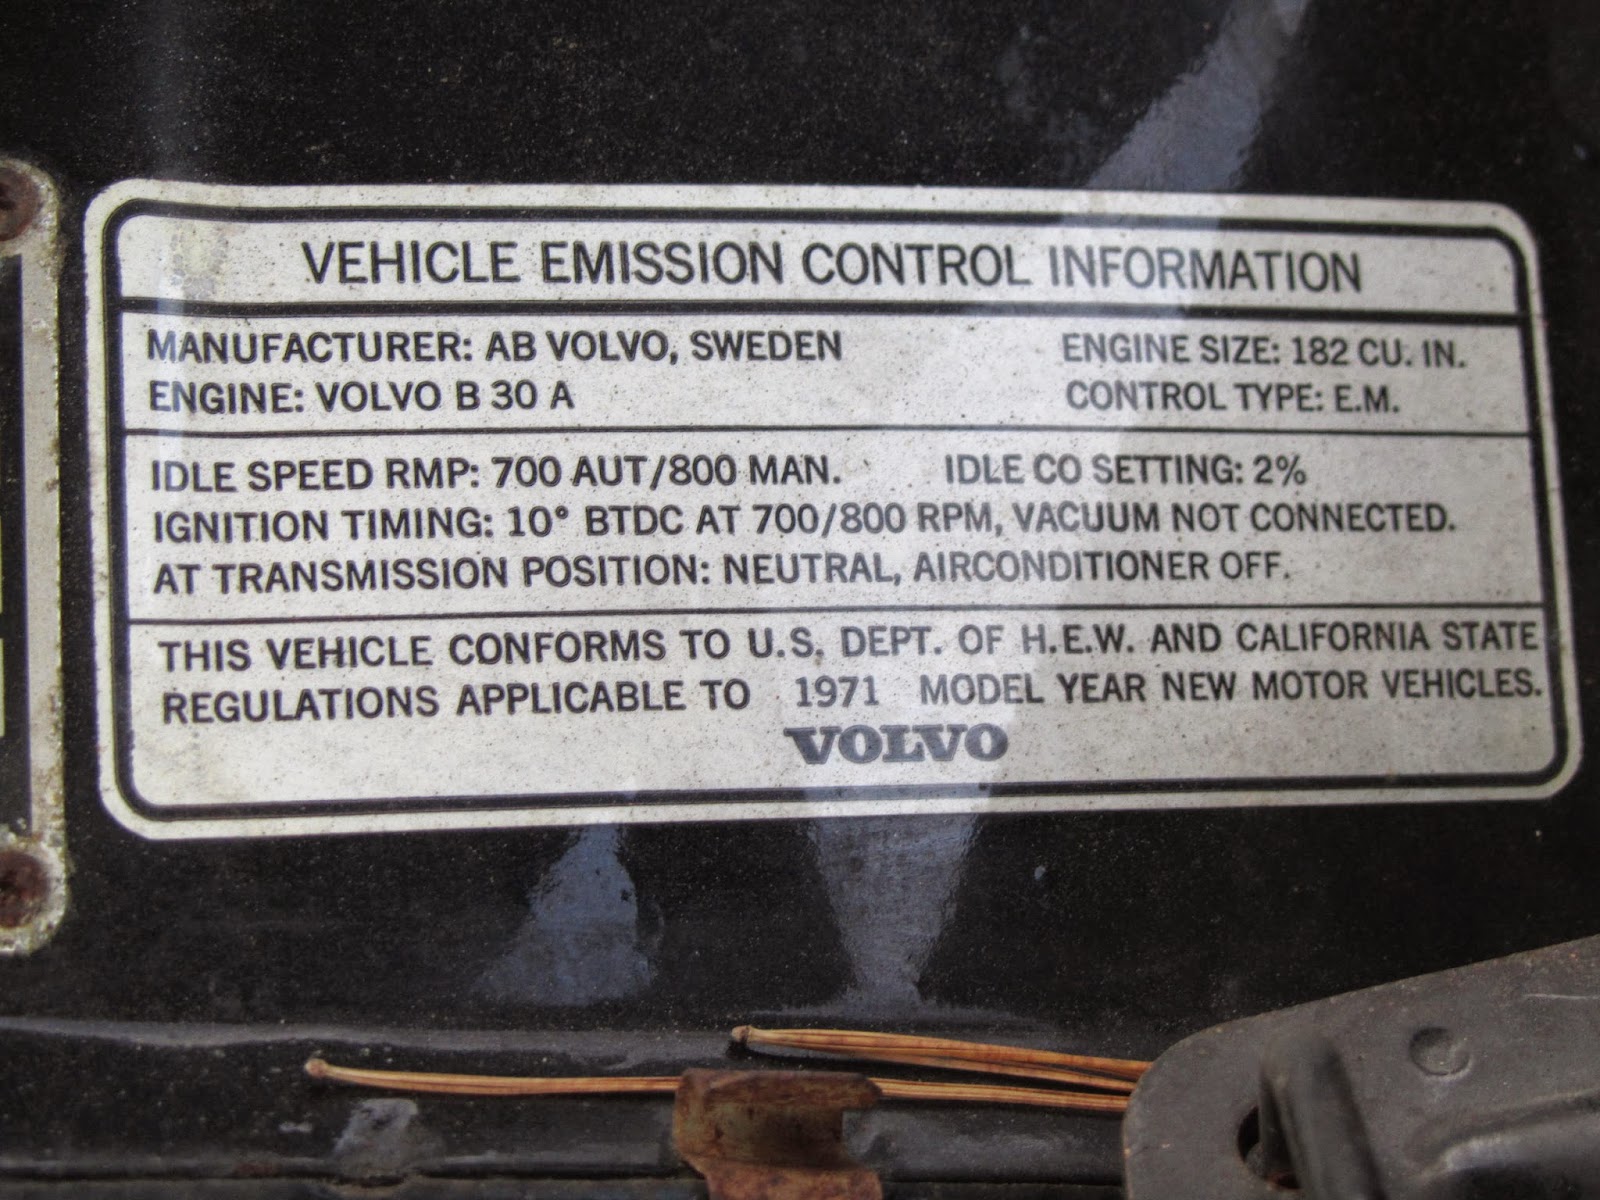 VEHICLE EMISSION CONTROL INFORMATION
MANUFACTURER: AB VOLVO, SWEDEN ENGINE SIZE: 182 CU. IN.
ENGINE: VOLVO B 30 A CONTROL TYPE: E.M.
IDLE SPEED RMP: 700 AUT/800 MAN. IDLE CO SETTING: 2%
IGNITION TIMING: 10° BTDC AT 700/800 RPM, VACUUM NOT CONNECTED.
AT TRANSMISSION POSITION: NEUTRAL, AIRCONDITIONER OFF.
THIS VEHICLE CONFORMS TO U.S. DEPT. OF H.E.W. AND CALIFORNIA STATE
REGULATIONS APPLICABLE TO 1971 MODEL YEAR NEW MOTOR VEHICLES.
VOLVO